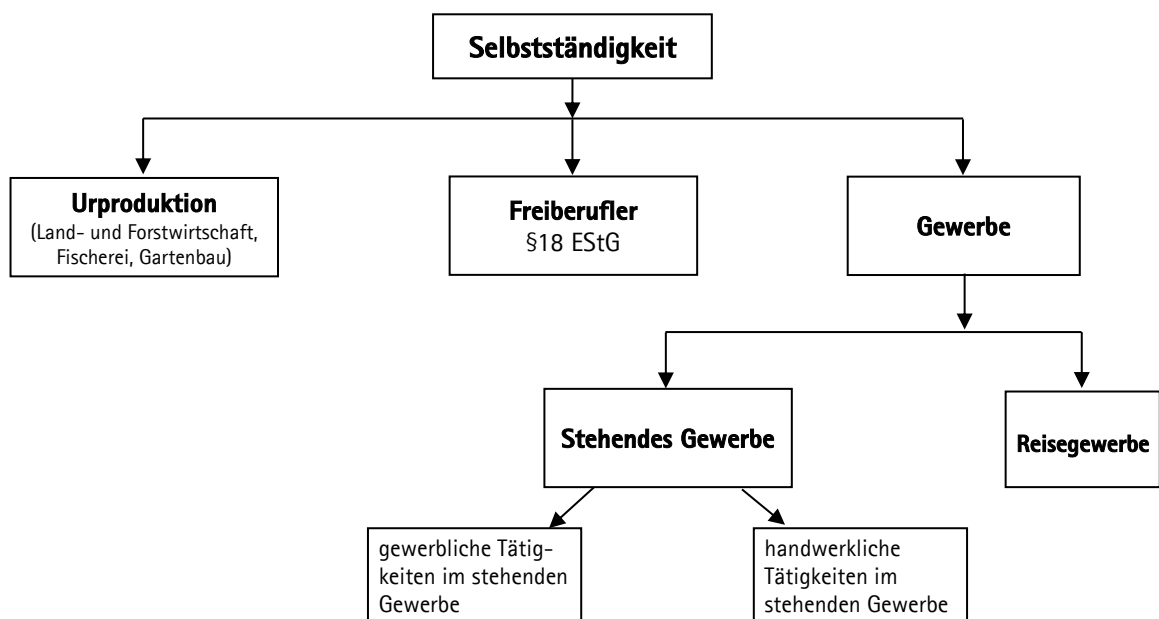 Selbstständigkeit
Urproduktion
(Land- und Forstwirtschaft,
Fischerei, Gartenbau)
Freiberufler
§18 EStG
Gewerbe
Stehendes Gewerbe
Reisegewerbe
gewerbliche Tätig-
keiten im stehenden
Gewerbe
handwerkliche
Tätigkeiten im
stehenden Gewerbe